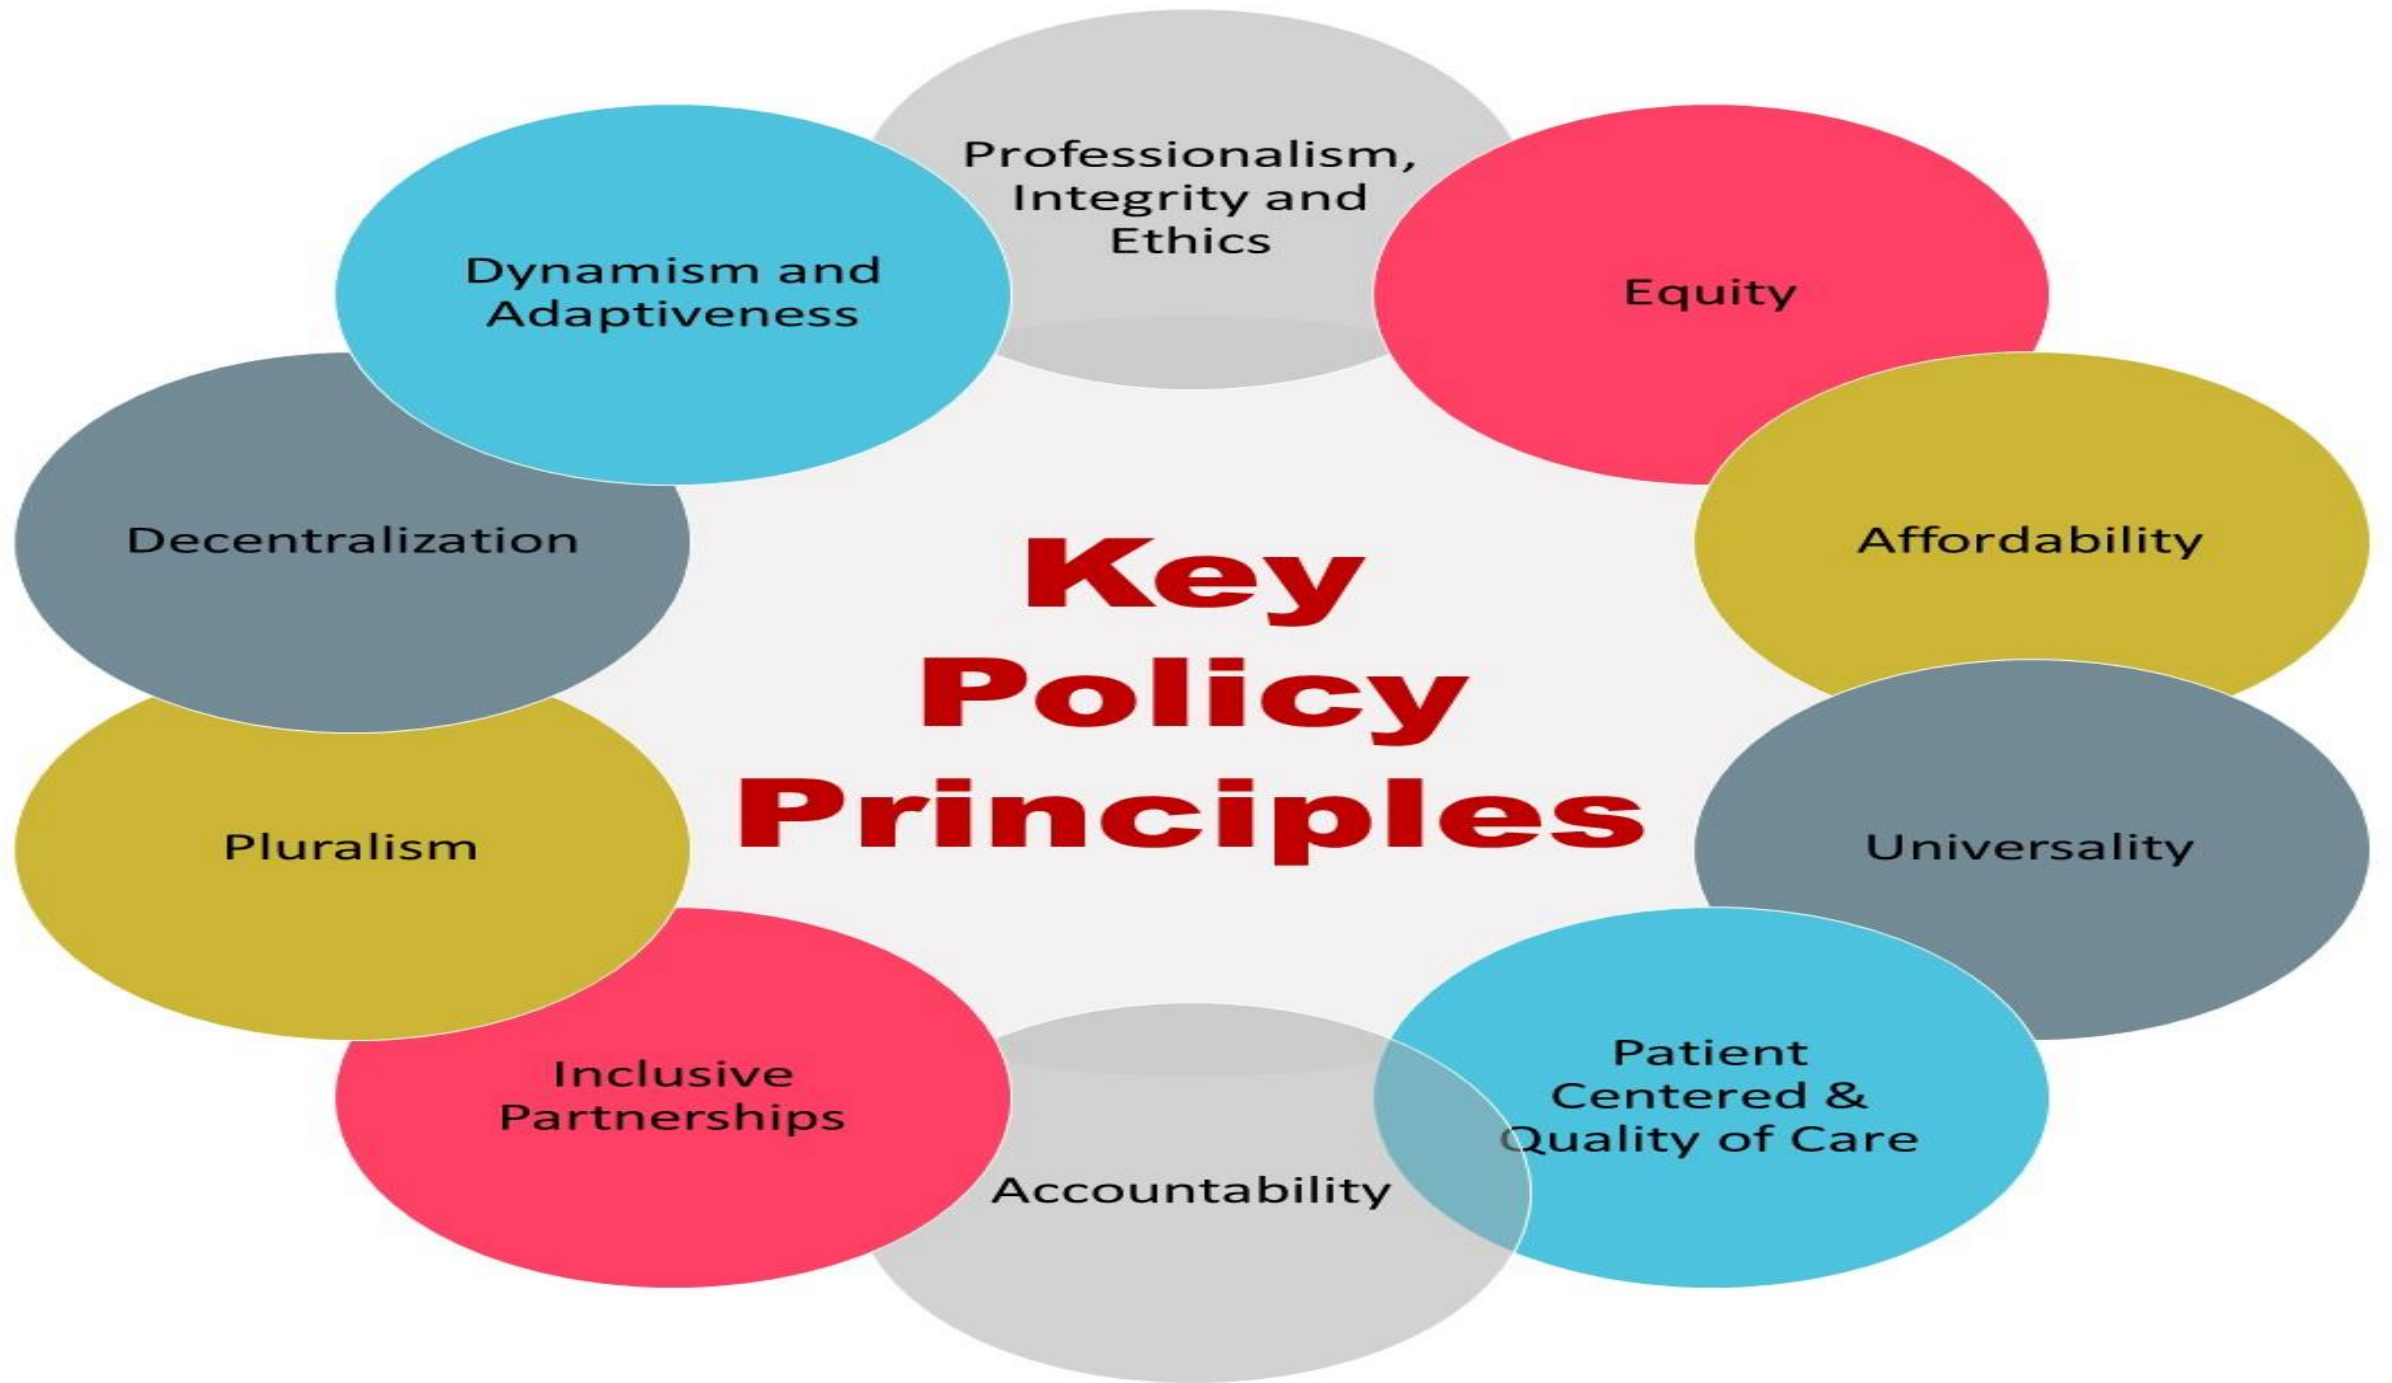 Professionalism,
Integrity and
Ethics
Equity
Affordability
Universality
Patient
Centered &
Quality of Care
Accountability
Inclusive
Partnerships
Pluralism
Decentralization
Dynamism and
Adaptiveness
Key
Policy
Principles